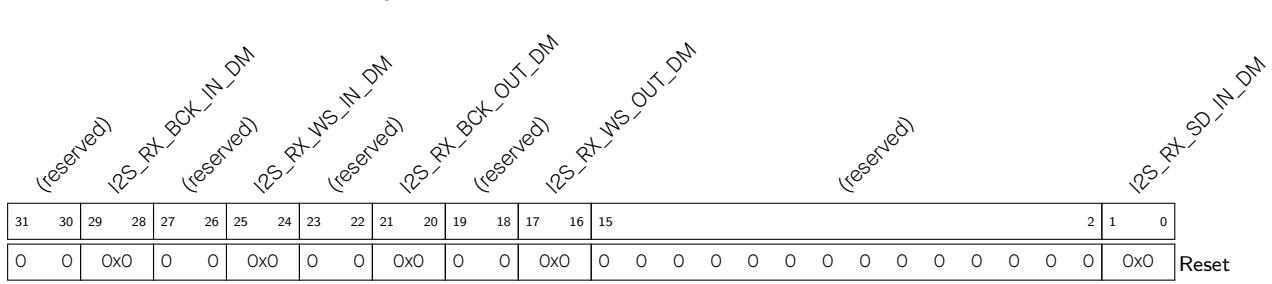 (reserved)
I2S_RX_BCK_IN_DM
(reserved)
I2S_RX_WS_IN_DM
(reserved)
I2S_RX_BCK_OUT_DM
(reserved)
I2S_RX_WS_OUT_DM
(reserved)
I2S_RX_SD_IN_DM
31 30 29 28 27 26 25 24 23 22 21 20 19 18 17 16 15 2 1 0
0 0 0x0 0 0 0x0 0 0 0x0 0 0 0x0 0 0 0 0 0 0 0 0 0 0 0 0 0 0 0x0 Reset